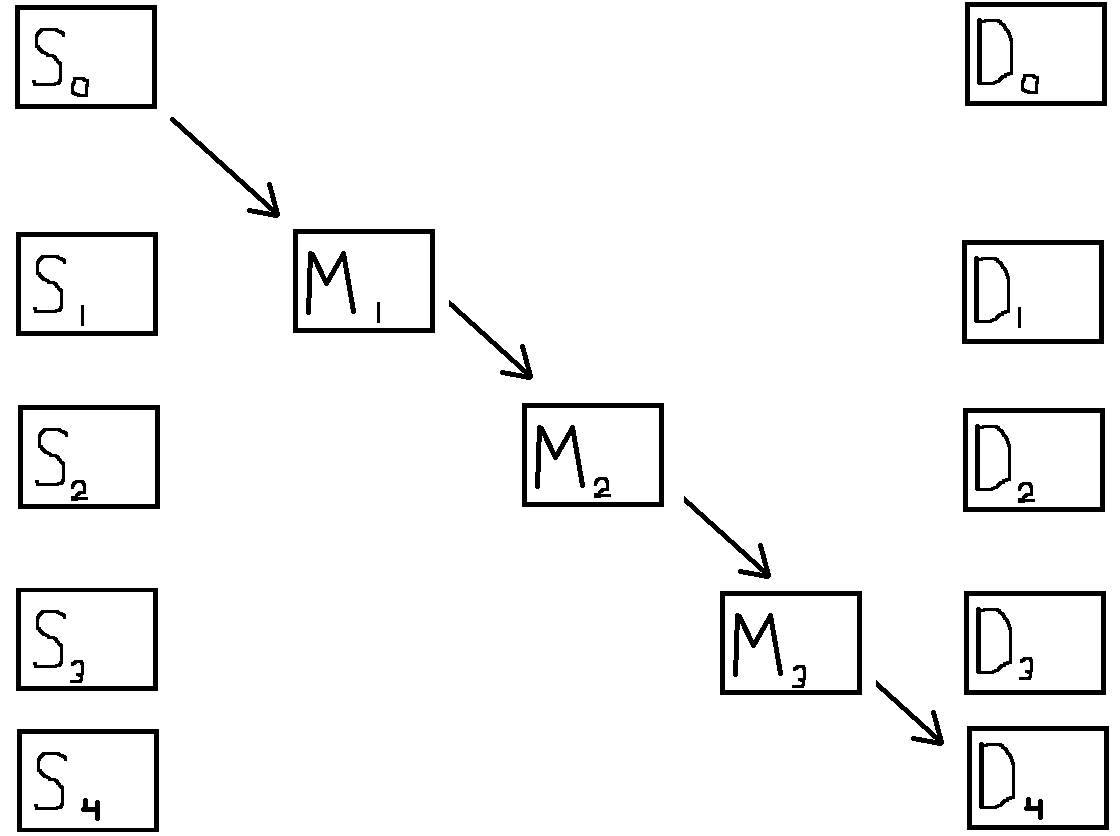 S₀ D₀
S₁ M₁ D₁
S₂ M₂ D₂
S₃ M₃ D₃
S₄ D₄